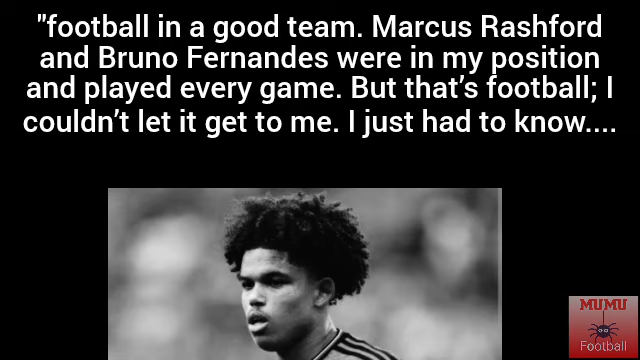 "football in a good team. Marcus Rashford
and Bruno Fernandes were in my position
and played every game. But that’s football; I
couldn’t let it get to me. I just had to know....
MUMU
Football